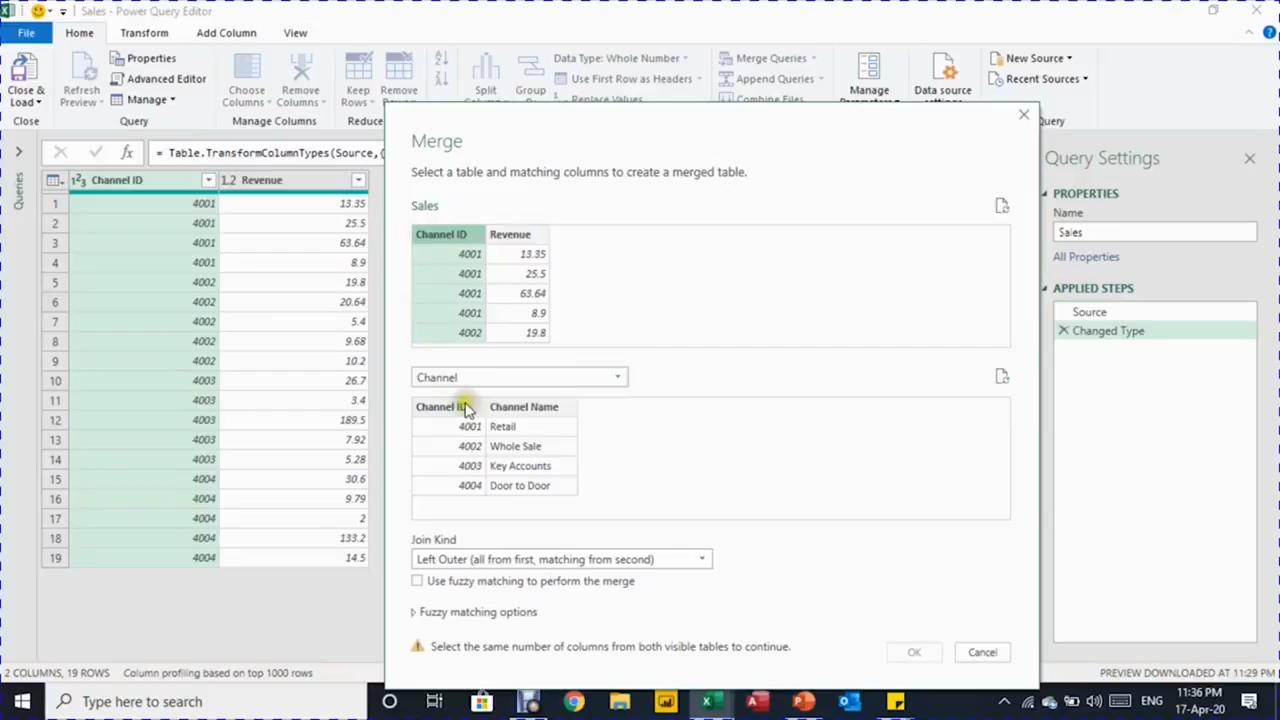 Sales - Power Query Editor
File Home Transform Add Column View
Close & Load
Close
Refresh Preview
Properties
Advanced Editor
Manage
Query
Choose Columns
Remove Columns
Manage Columns
Keep Rows
Remove
Reduce
Split
Group
Data Type: Whole Number
Use First Row as Headers
Replace Values
Merge Queries
Append Queries
Combine Files
Manage
Data source
New Source
Recent Sources
Query
= Table.TransformColumnTypes(Source,{
Queries
Channel ID 1.2 Revenue
1 4001 13.35
2 4001 25.5
3 4001 63.64
4 4001 8.9
5 4002 19.8
6 4002 20.64
7 4002 5.4
8 4002 9.68
9 4002 10.2
10 4003 26.7
11 4003 3.4
12 4003 189.5
13 4003 7.92
14 4003 5.28
15 4004 30.6
16 4004 9.79
17 4004 2
18 4004 133.2
19 4004 14.5
Merge
Select a table and matching columns to create a merged table.
Sales
Channel ID Revenue
4001 13.35
4001 25.5
4001 63.64
4001 8.9
4002 19.8
Channel
Channel ID Channel Name
4001 Retail
4002 Whole Sale
4003 Key Accounts
4004 Door to Door
Join Kind
Left Outer (all from first, matching from second)
Use fuzzy matching to perform the merge
Fuzzy matching options
Select the same number of columns from both visible tables to continue.
OK Cancel
Query Settings
PROPERTIES
Name
Sales
All Properties
APPLIED STEPS
Source
Changed Type
2 COLUMNS, 19 ROWS Column profiling based on top 1000 rows
PREVIEW DOWNLOADED AT 11:29 PM
Type here to search
ENG
11:36 PM
17-Apr-20